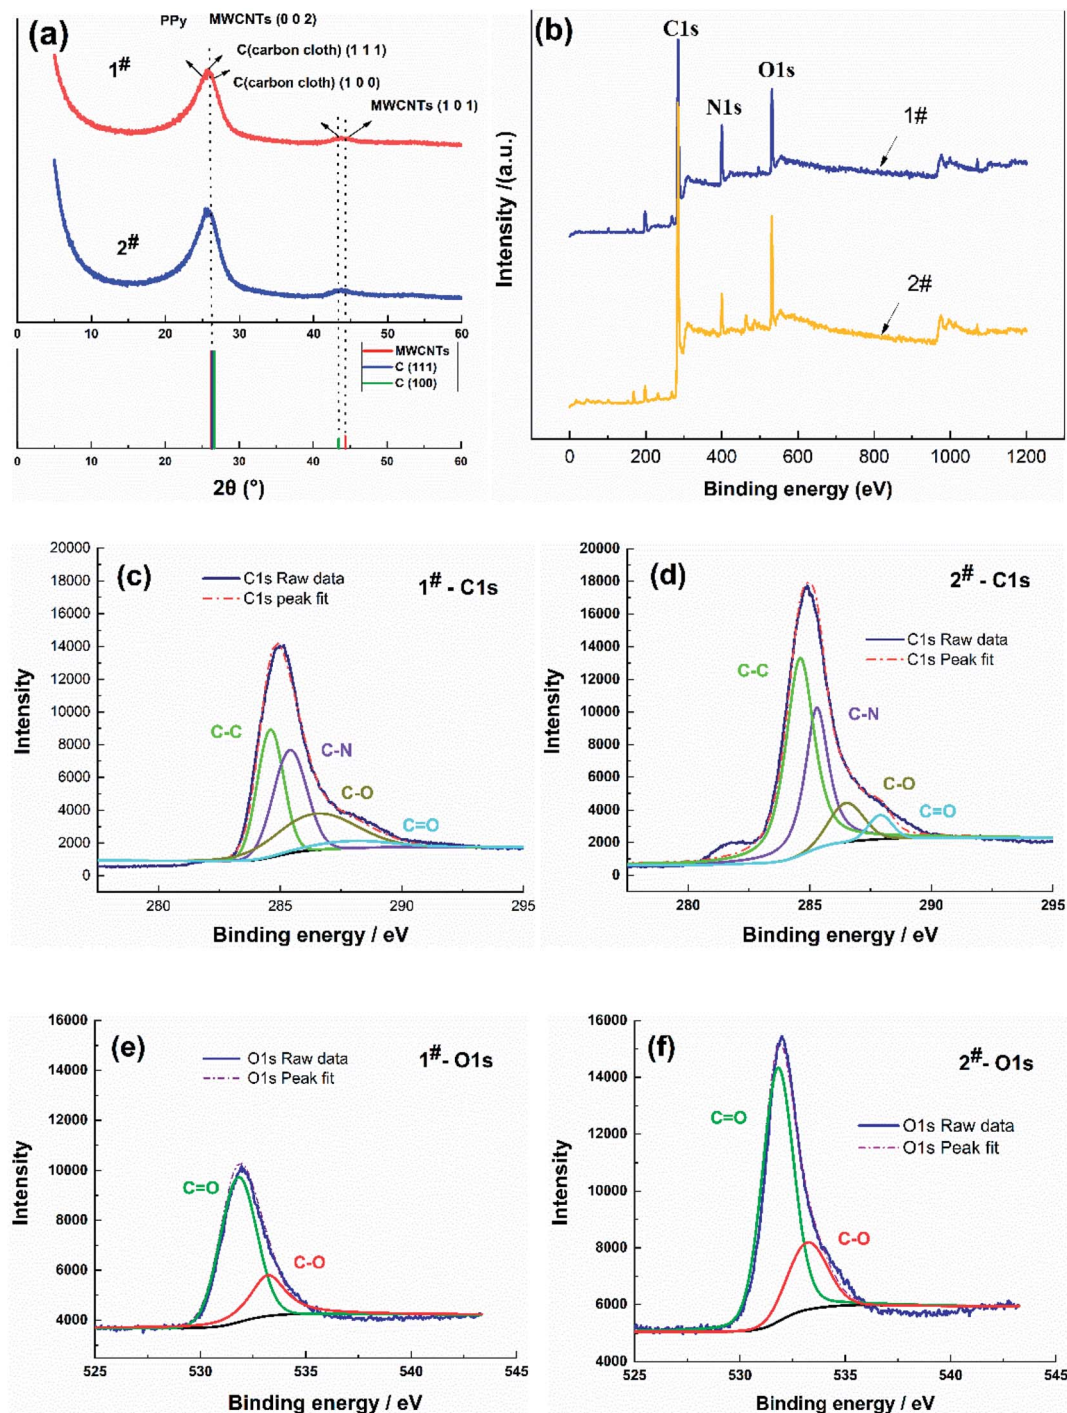 (a)
PPy MWCNTs (0 0 2)
C(carbon cloth) (1 1 1)
1#
C(carbon cloth) (1 0 0)
MWCNTs (1 0 1)
2#
0 10 20 30 40 50 60
MWCNTs
C (111)
C (100)
0 10 20 30 40 50 60
2θ (°)
(b)
C1s
O1s
N1s
1#
2#
Intensity /(a.u.)
0 200 400 600 800 1000 1200
Binding energy (eV)
(c)
1# - C1s
C1s Raw data
C1s peak fit
C-C
C-N
C-O
C=O
20000
18000
16000
14000
12000
10000
8000
6000
4000
2000
0
Intensity
280 285 290 295
Binding energy / eV
(d)
2# - C1s
C1s Raw data
C1s Peak fit
C-C
C-N
C-O
C=O
20000
18000
16000
14000
12000
10000
8000
6000
4000
2000
0
Intensity
280 285 290 295
Binding energy / eV
(e)
1#- O1s
O1s Raw data
O1s Peak fit
C=O
C-O
16000
14000
12000
10000
8000
6000
4000
Intensity
525 530 535 540 545
Binding energy / eV
(f)
2#- O1s
O1s Raw data
O1s Peak fit
C=O
C-O
16000
14000
12000
10000
8000
6000
4000
Intensity
525 530 535 540 545
Binding energy / eV